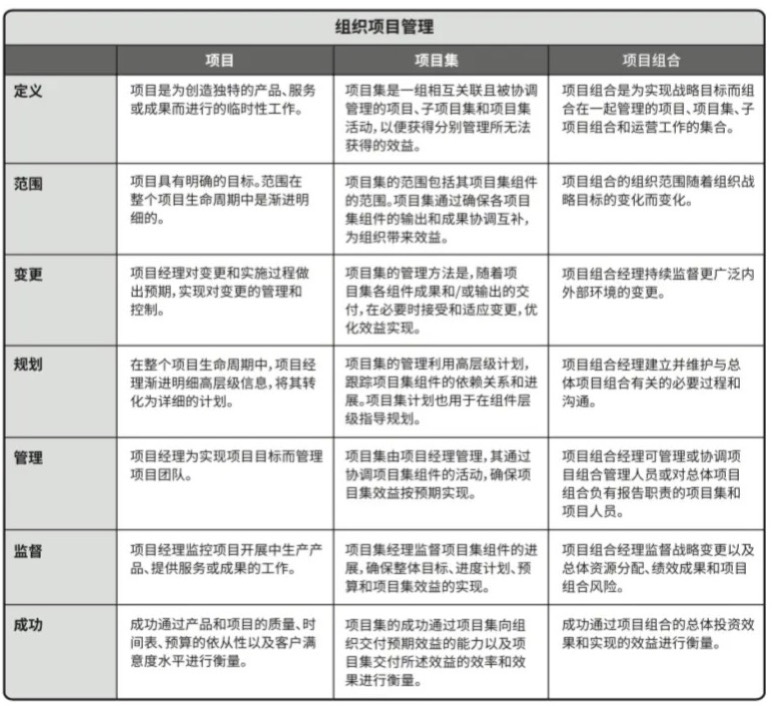 组织项目管理
项目 项目集 项目组合
定义
项目是为创造独特的产品、服务
或成果而进行的临时性工作。
项目集是一组相互关联且被协调
管理的项目、子项目集和项目集
活动，以便获得分别管理所无法
获得的效益。
项目组合是为实现战略目标而组
合在一起管理的项目、项目集、子
项目组合和运营工作的集合。
范围
项目具有明确的目标。范围在
整个项目生命周期中是渐进明
细的。
项目集的范围包括其项目集组件
的范围。项目集通过确保各项目
集组件的输出和成果协调互补，
为组织带来效益。
项目组合的组织范围随着组织战
略目标的变化而变化。
变更
项目经理对变更和实施过程做
出预期，实现对变更的管理和
控制。
项目集的管理方法是，随着项
目集各组件成果和/或输出的交
付，在必要时接受和适应变更，优
化效益实现。
项目组合经理持续监督更广泛内
外部环境的变更。
规划
在整个项目生命周期中，项目经
理渐进明细高层级信息，将其转
化为详细的计划。
项目集的管理利用高层级计划，
跟踪项目集组件的依赖关系和进
展。项目集计划也用于在组件层
级指导规划。
项目组合经理建立并维护与总
体项目组合有关的必要过程和
沟通。
管理
项目经理为实现项目目标而管理
项目团队。
项目集由项目经理管理，其通过
协调项目集组件的活动，确保项
目集效益按预期实现。
项目组合经理可管理或协调项
目组合管理人员或对总体项目
组合负有报告职责的项目集和
项目人员。
监督
项目经理监控项目开展中生产产
品、提供服务或成果的工作。
项目集经理监督项目集组件的进
展，确保整体目标、进度计划、预
算和项目集效益的实现。
项目组合经理监督战略变更以及
总体资源分配、绩效成果和项目
组合风险。
成功
成功通过产品和项目的质量、时
间表、预算的依从性以及客户满
意度水平进行衡量。
项目集的成功通过项目集向组
织交付预期效益的能力以及项
目集交付所述效益的效率和效
果进行衡量。
成功通过项目组合的总体投资效
果和实现的效益进行衡量。